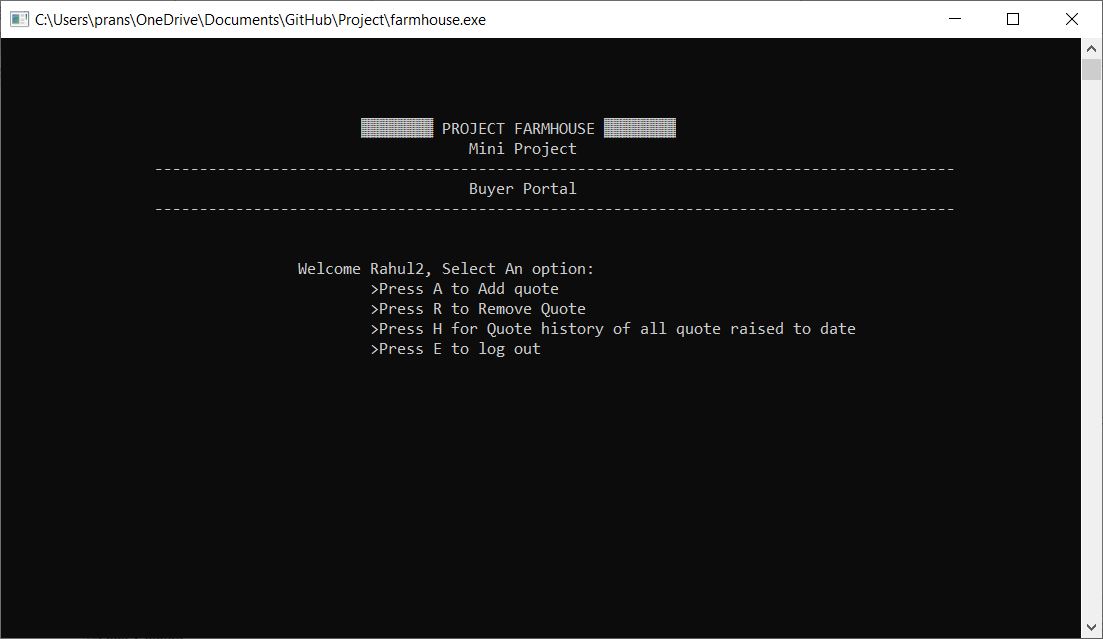 C:\Users\prans\OneDrive\Documents\GitHub\Project\farmhouse.exe
▓▓▓▓▓▓▓▓ PROJECT FARMHOUSE ▓▓▓▓▓▓▓▓
Mini Project
-----------------------------------------------------------------------------------------
Buyer Portal
-----------------------------------------------------------------------------------------
Welcome Rahul2, Select An option:
>Press A to Add quote
>Press R to Remove Quote
>Press H for Quote history of all quote raised to date
>Press E to log out